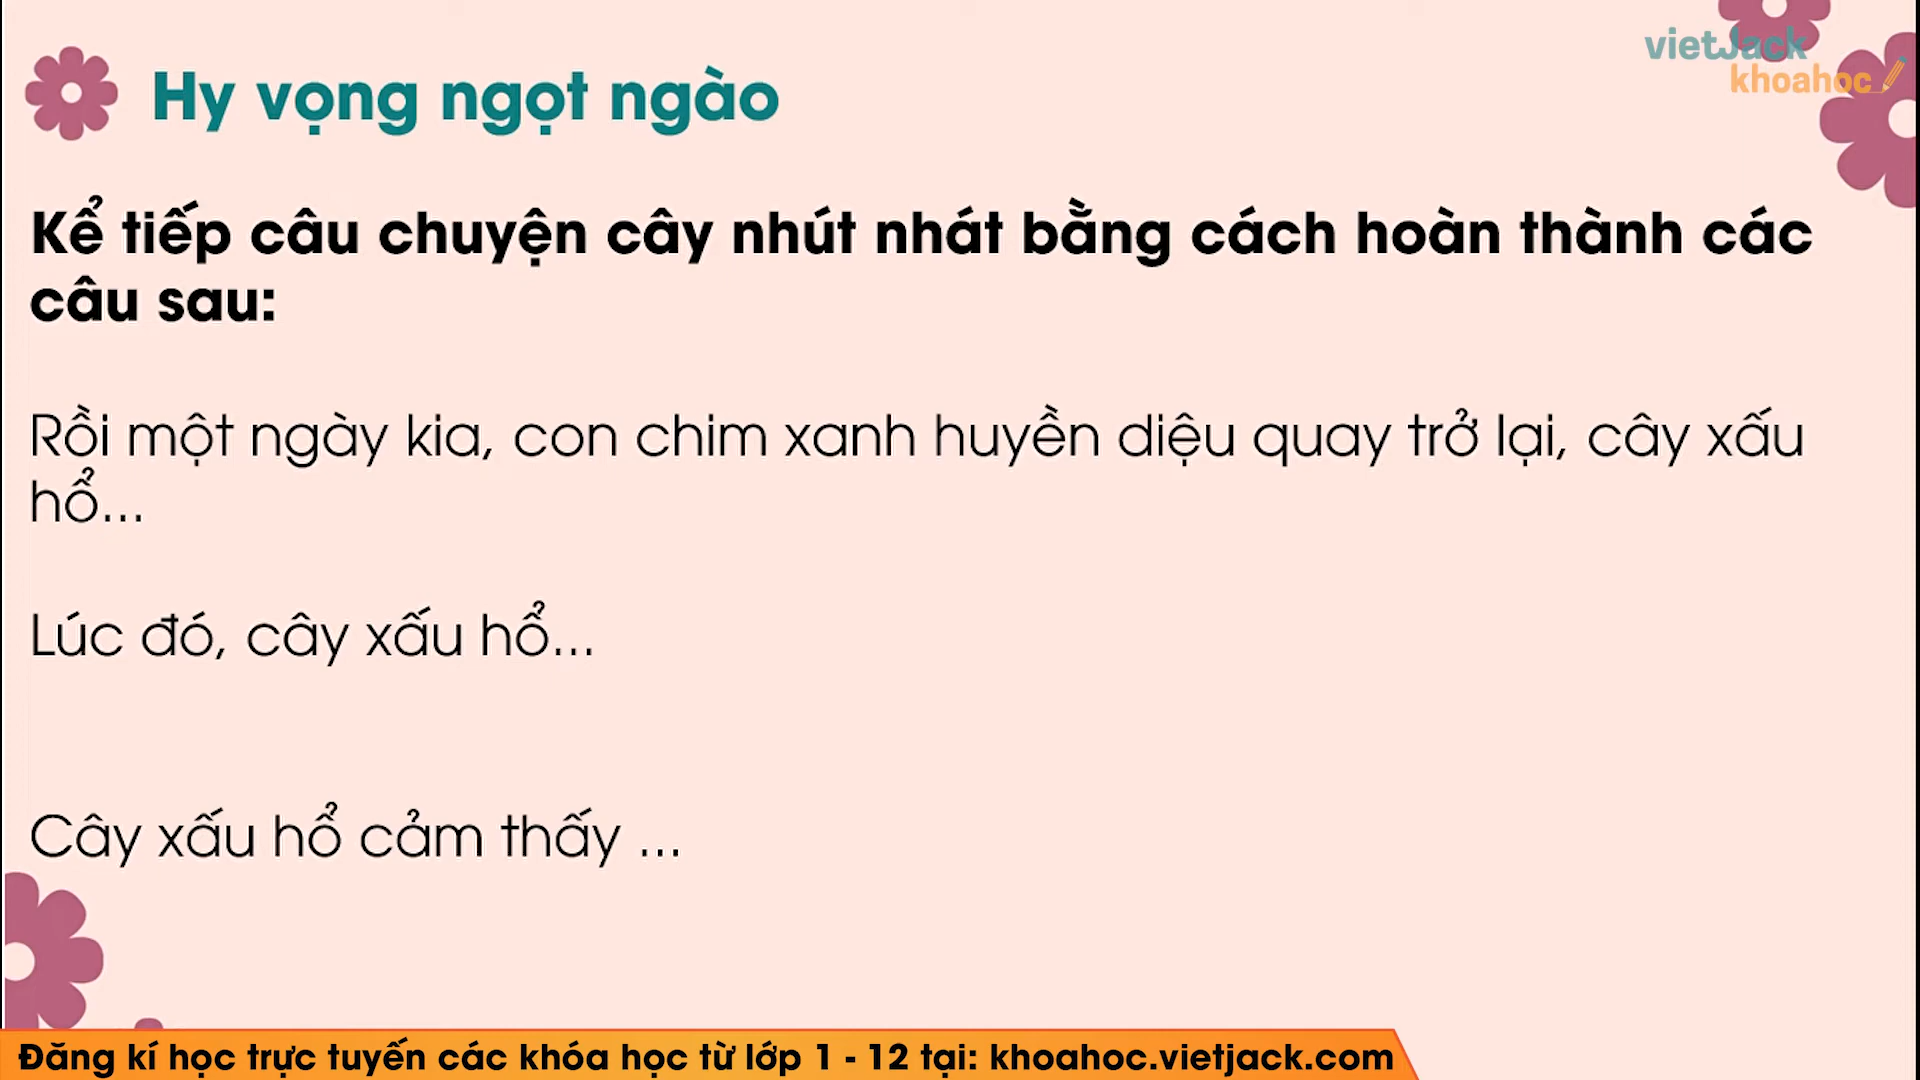 vietJack
khoahoc
Hy vọng ngọt ngào
Kể tiếp câu chuyện cây nhút nhát bằng cách hoàn thành các
câu sau:
Rồi một ngày kia, con chim xanh huyền diệu quay trở lại, cây xấu
hổ...
Lúc đó, cây xấu hổ...
Cây xấu hổ cảm thấy ...
Đăng kí học trực tuyến các khóa học từ lớp 1 - 12 tại: khoahoc.vietjack.com